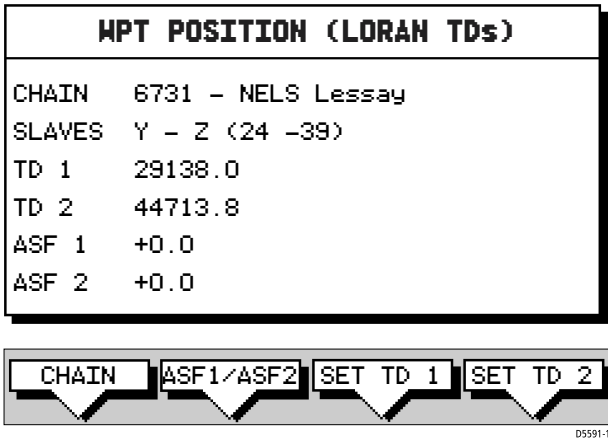 WPT POSITION (LORAN TDs)
CHAIN 6731 – NELS Lessay
SLAVES Y – Z (24 –39)
TD 1 29138.0
TD 2 44713.8
ASF 1 +0.0
ASF 2 +0.0
CHAIN ASF1/ASF2 SET TD 1 SET TD 2
D5591-1